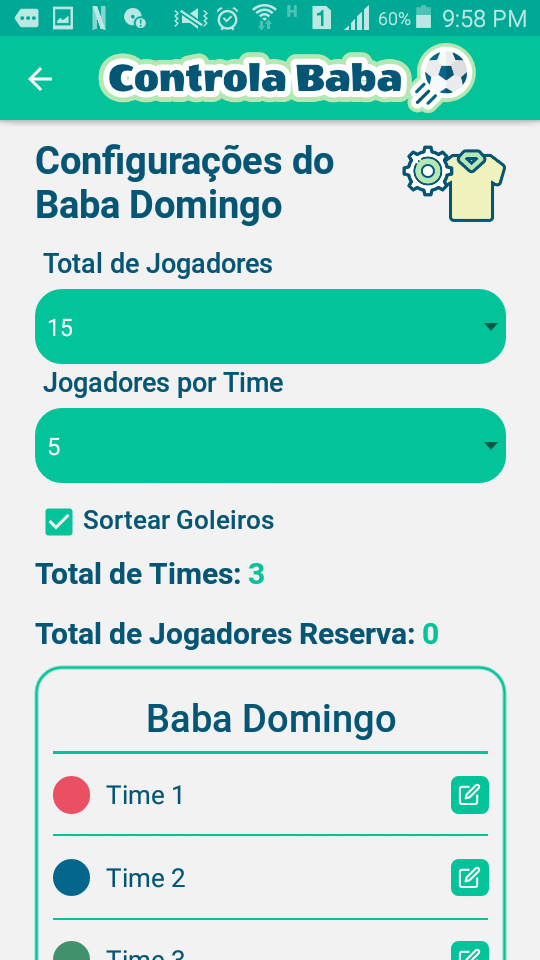 N H 1 60% 9:58 PM
Controla Baba
Configurações do
Baba Domingo
Total de Jogadores
15
Jogadores por Time
5
Sortear Goleiros
Total de Times: 3
Total de Jogadores Reserva: 0
Baba Domingo
Time 1
Time 2
Time 3